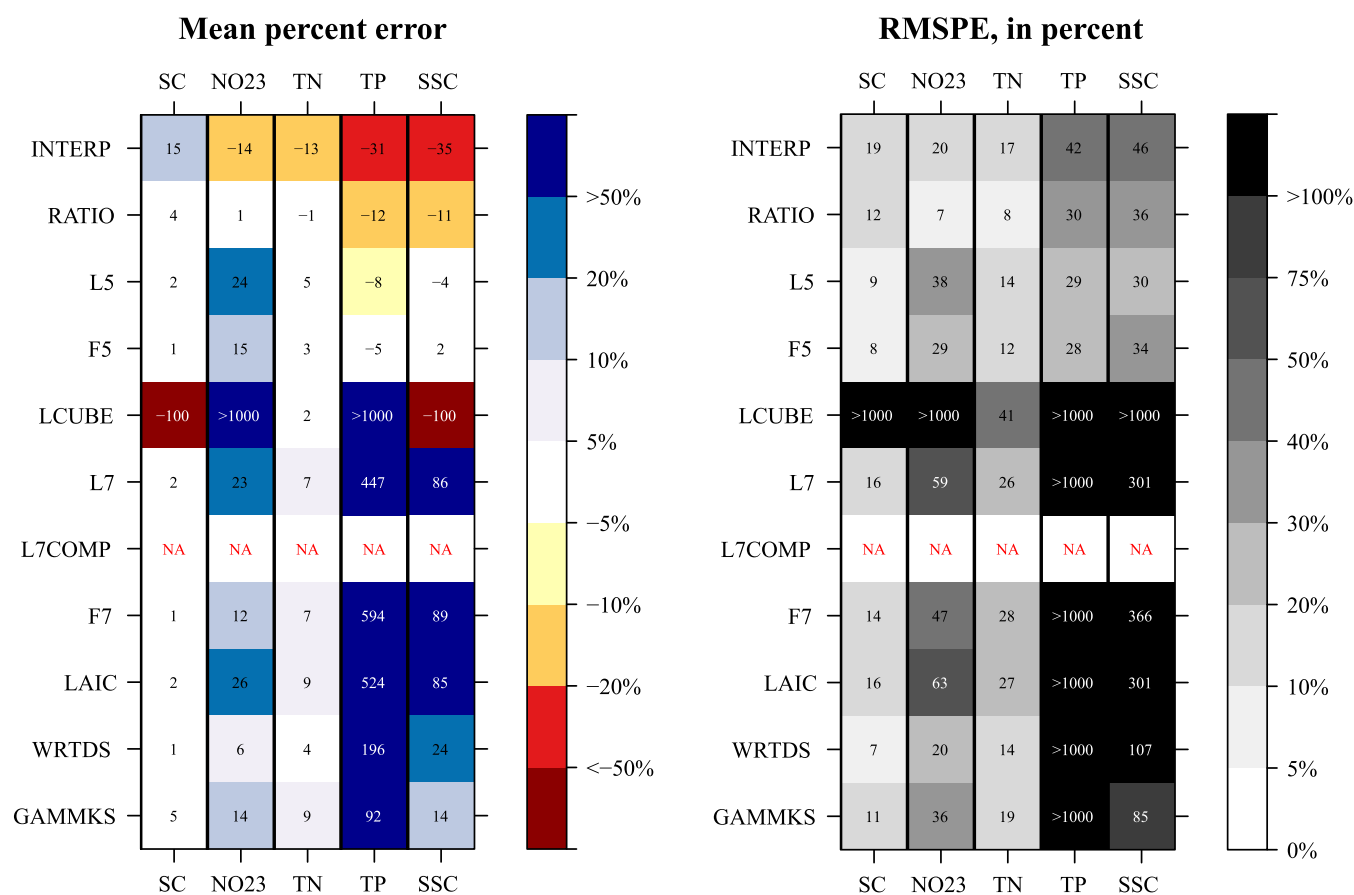 Mean percent error
RMSPE, in percent
SC NO23 TN TP SSC
SC NO23 TN TP SSC
INTERP 15 −14 −13 −31 −35
RATIO 4 1 −1 −12 −11
L5 2 24 5 −8 −4
F5 1 15 3 −5 2
LCUBE −100 >1000 2 >1000 −100
L7 2 23 7 447 86
L7COMP NA NA NA NA NA
F7 1 12 7 594 89
LAIC 2 26 9 524 85
WRTDS 1 6 4 196 24
GAMMKS 5 14 9 92 14
SC NO23 TN TP SSC
>50%
20%
10%
5%
−5%
−10%
−20%
<−50%
INTERP 19 20 17 42 46
RATIO 12 7 8 30 36
L5 9 38 14 29 30
F5 8 29 12 28 34
LCUBE >1000 >1000 41 >1000 >1000
L7 16 59 26 >1000 301
L7COMP NA NA NA NA NA
F7 14 47 28 >1000 366
LAIC 16 63 27 >1000 301
WRTDS 7 20 14 >1000 107
GAMMKS 11 36 19 >1000 85
SC NO23 TN TP SSC
>100%
75%
50%
40%
30%
20%
10%
5%
0%